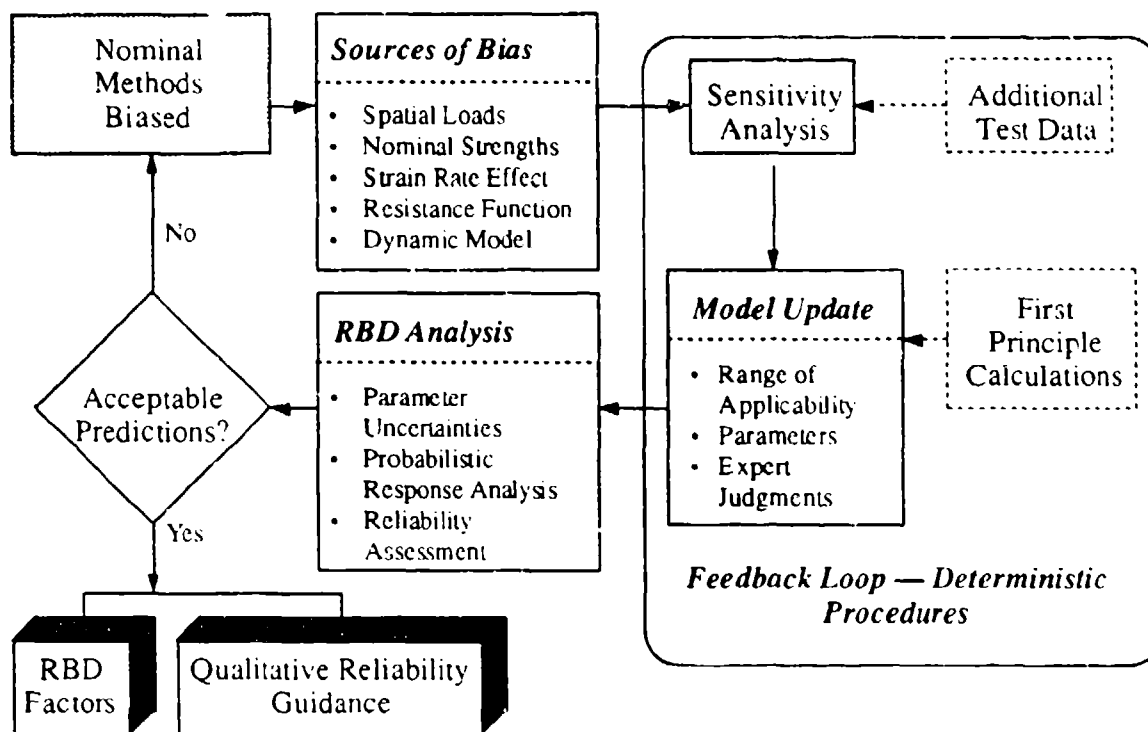 Nominal
Methods
Biased
Sources of Bias
• Spatial Loads
• Nominal Strengths
• Strain Rate Effect
• Resistance Function
• Dynamic Model
Sensitivity
Analysis
Additional
Test Data
No
Model Update
• Range of
Applicability
• Parameters
• Expert
Judgments
First
Principle
Calculations
RBD Analysis
• Parameter
Uncertainties
• Probabilistic
Response Analysis
• Reliability
Assessment
Acceptable
Predictions?
Yes
Feedback Loop — Deterministic
Procedures
RBD
Factors
Qualitative Reliability
Guidance